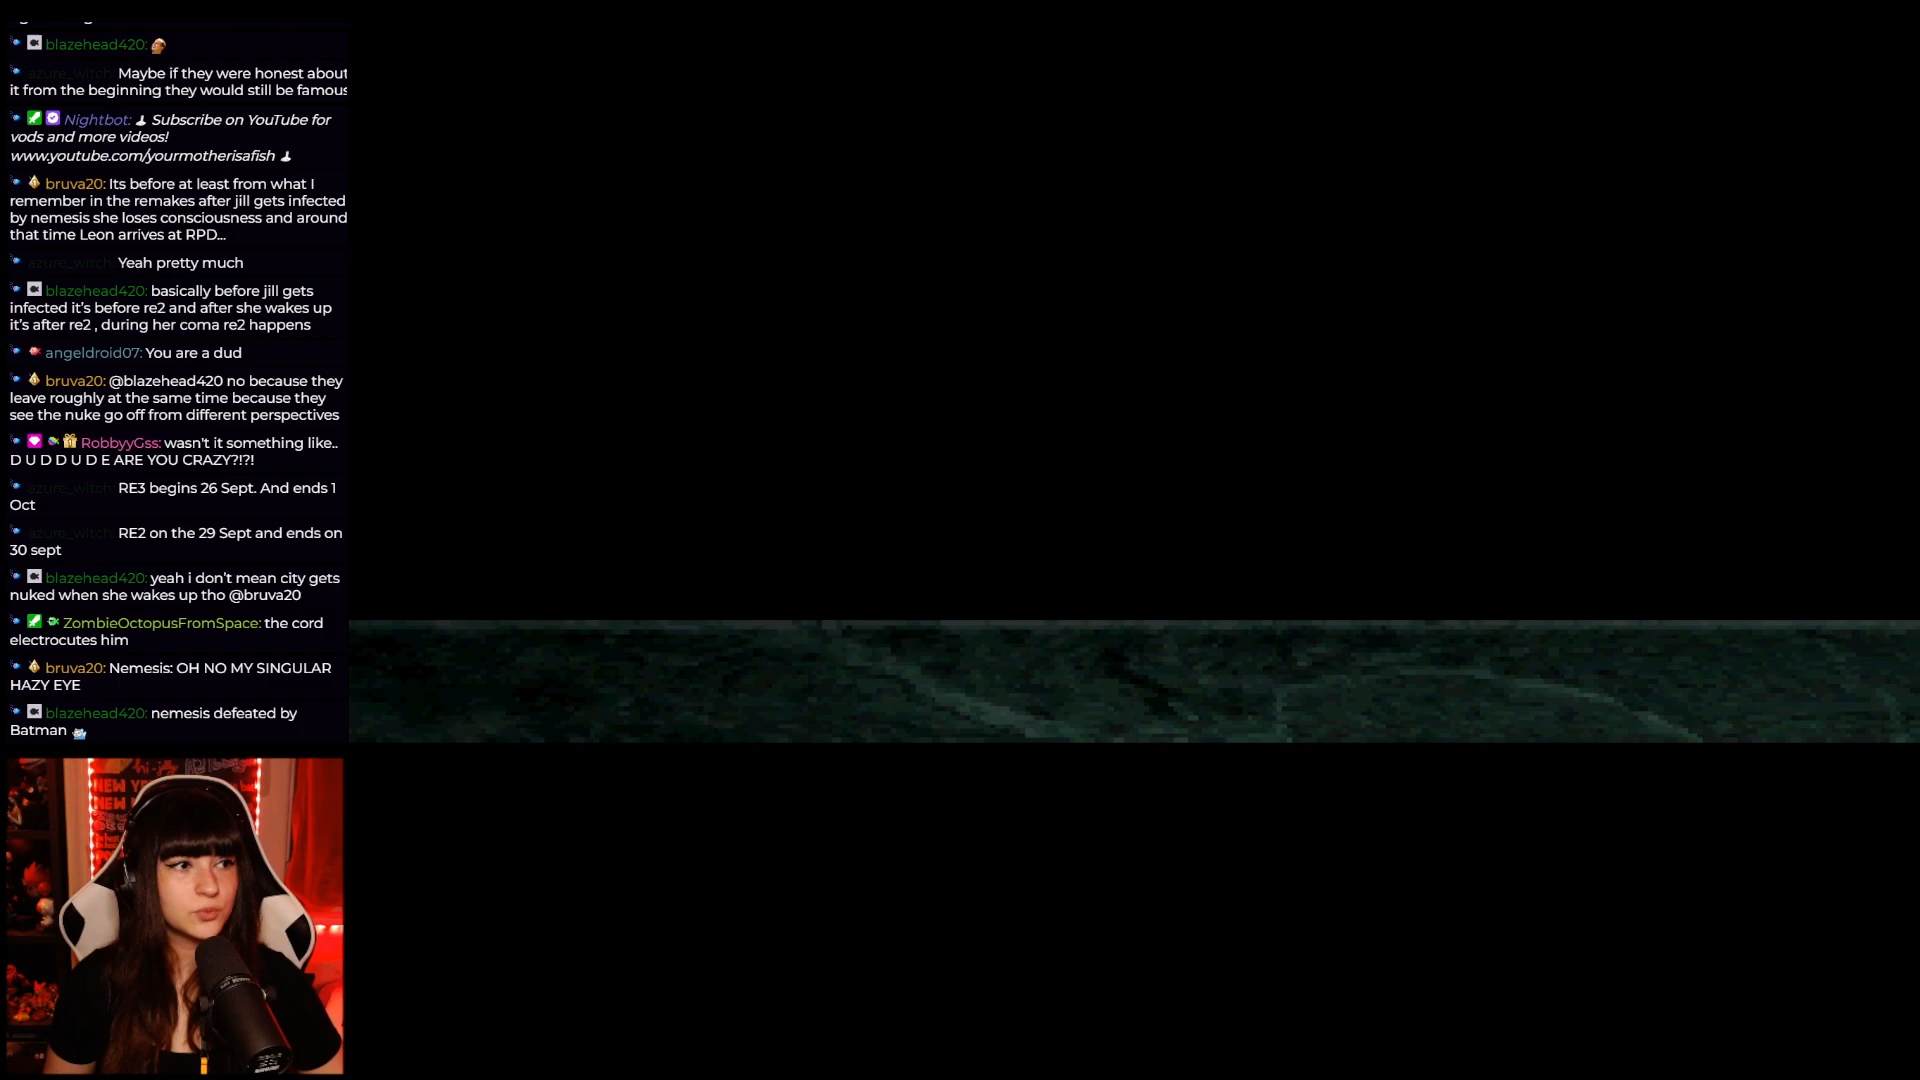 blazehead420:
azure_witch: Maybe if they were honest about
it from the beginning they would still be famous
Nightbot: Subscribe on YouTube for
vods and more videos!
www.youtube.com/yourmotherisafish
bruva20: Its before at least from what I
remember in the remakes after jill gets infected
by nemesis she loses consciousness and around
that time Leon arrives at RPD...
azure_witch: Yeah pretty much
blazehead420: basically before jill gets
infected it's before re2 and after she wakes up
it's after re2 , during her coma re2 happens
angeldroid07: You are a dud
bruva20: @blazehead420 no because they
leave roughly at the same time because they
see the nuke go off from different perspectives
RobbyyGss: wasn't it something like..
D U D D U D E ARE YOU CRAZY?!?!
azure_witch: RE3 begins 26 Sept. And ends 1
Oct
azure_witch: RE2 on the 29 Sept and ends on
30 sept
blazehead420: yeah i don't mean city gets
nuked when she wakes up tho @bruva20
ZombieOctopusFromSpace: the cord
electrocutes him
bruva20: Nemesis: OH NO MY SINGULAR
HAZY EYE
blazehead420: nemesis defeated by
Batman